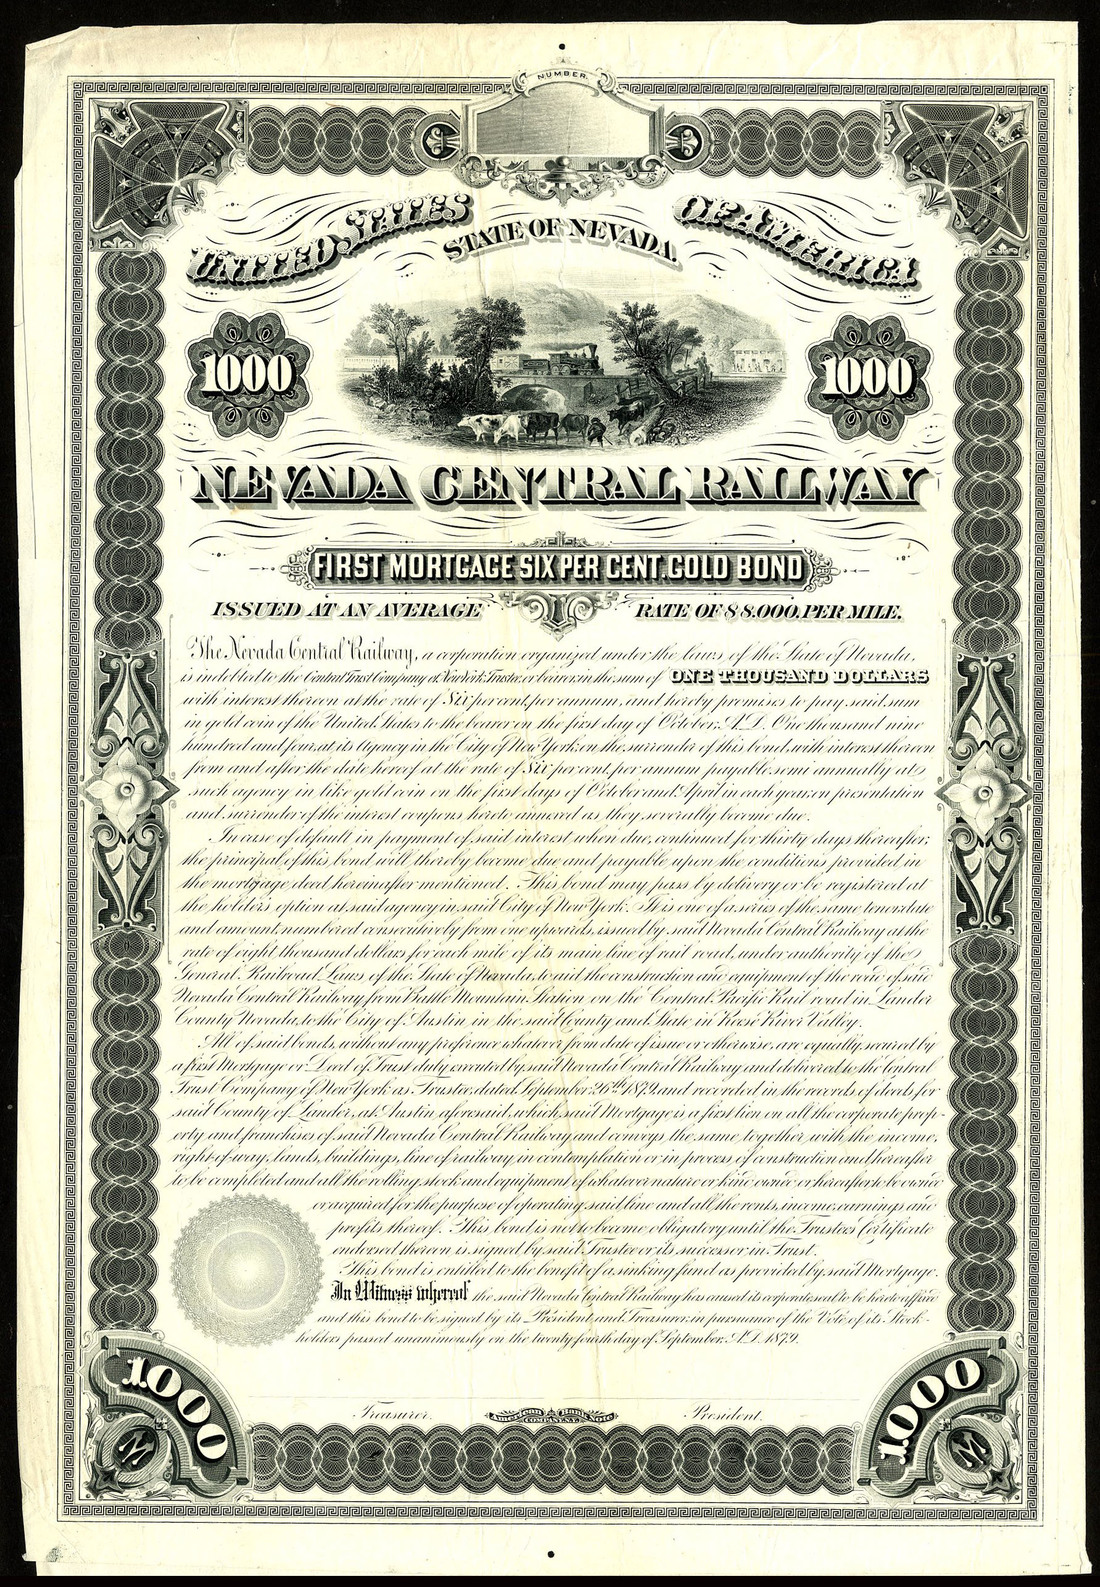 NUMBER.
UNITED STATES OF AMERICA
STATE OF NEVADA.
1000 1000
NEVADA CENTRAL RAILWAY
FIRST MORTGAGE SIX PER CENT. GOLD BOND
ISSUED AT AN AVERAGE RATE OF $8.000. PER MILE.
The Nevada Central Railway, a corporation organized under the laws of the State of Nevada,
is indebted to the Central Trust Company of New York Trustee, or bearer, in the sum of ONE THOUSAND DOLLARS
with interest thereon at the rate of Six per cent. per annum, and hereby promises to pay said sum
in gold coin of the United States to the bearer on the first day of October, A.D. One thousand nine
hundred and four, at its Agency in the City of New York, on the surrender of this bond, with interest thereon
from and after the date hereof at the rate of Six per cent. per annum payable semi annually at
such agency in like gold coin on the first days of October and April in each year, on presentation
and surrender of the interest coupons hereto annexed as they severally become due.
In case of default in payment of said interest when due, continued for thirty days thereafter,
the principal of this bond will thereby become due and payable upon the conditions provided in
the mortgage deed hereinafter mentioned. This bond may pass by delivery or be registered at
the holder's option at said agency in said City of New York. It is one of a series of the same tenor, date
and amount, numbered consecutively from one upwards, issued by said Nevada Central Railway at the
rate of eight thousand dollars for each mile of its main line of rail road, under authority of the
General Railroad Laws of the State of Nevada, to aid the construction and equipment of the road of said
Nevada Central Railway from Battle Mountain Station on the Central Pacific Rail road in Lander
County Nevada, to the City of Austin, in the said County and State in Reese River Valley.
All of said bonds, without any preference whatever from date of issue or otherwise, are equally secured by
a first Mortgage or Deed of Trust duly executed by said Nevada Central Railway and delivered to the Central
Trust Company of New York as Trustee, dated September 26th 1879, and recorded in the records of deeds for
said County of Lander, at Austin aforesaid, which said Mortgage is a first lien on all the corporate prop-
erty and franchises of said Nevada Central Railway and conveys the same, together with the income,
right-of-way, lands, buildings, line of railway, in contemplation or in process of construction and hereafter
to be completed and all the rolling stock and equipment of whatever nature or kind owned or hereafter to be owned
or acquired for the purpose of operating said line and all the rents, income, earnings and
profits thereof. This bond is not to become obligatory until the Trustee's Certificate
endorsed thereon is signed by said Trustee or its successor in Trust.
This bond is entitled to the benefit of a sinking fund as provided by said Mortgage.
In Witness whereof the said Nevada Central Railway has caused its corporate seal to be hereto affixed
and this bond to be signed by its President and Treasurer in pursuance of the Vote of its Stock-
holders passed unanimously on the twenty fourth day of September, A.D. 1879.
Treasurer. American Bank Note Company N.Y. President.
1000 1000
M M